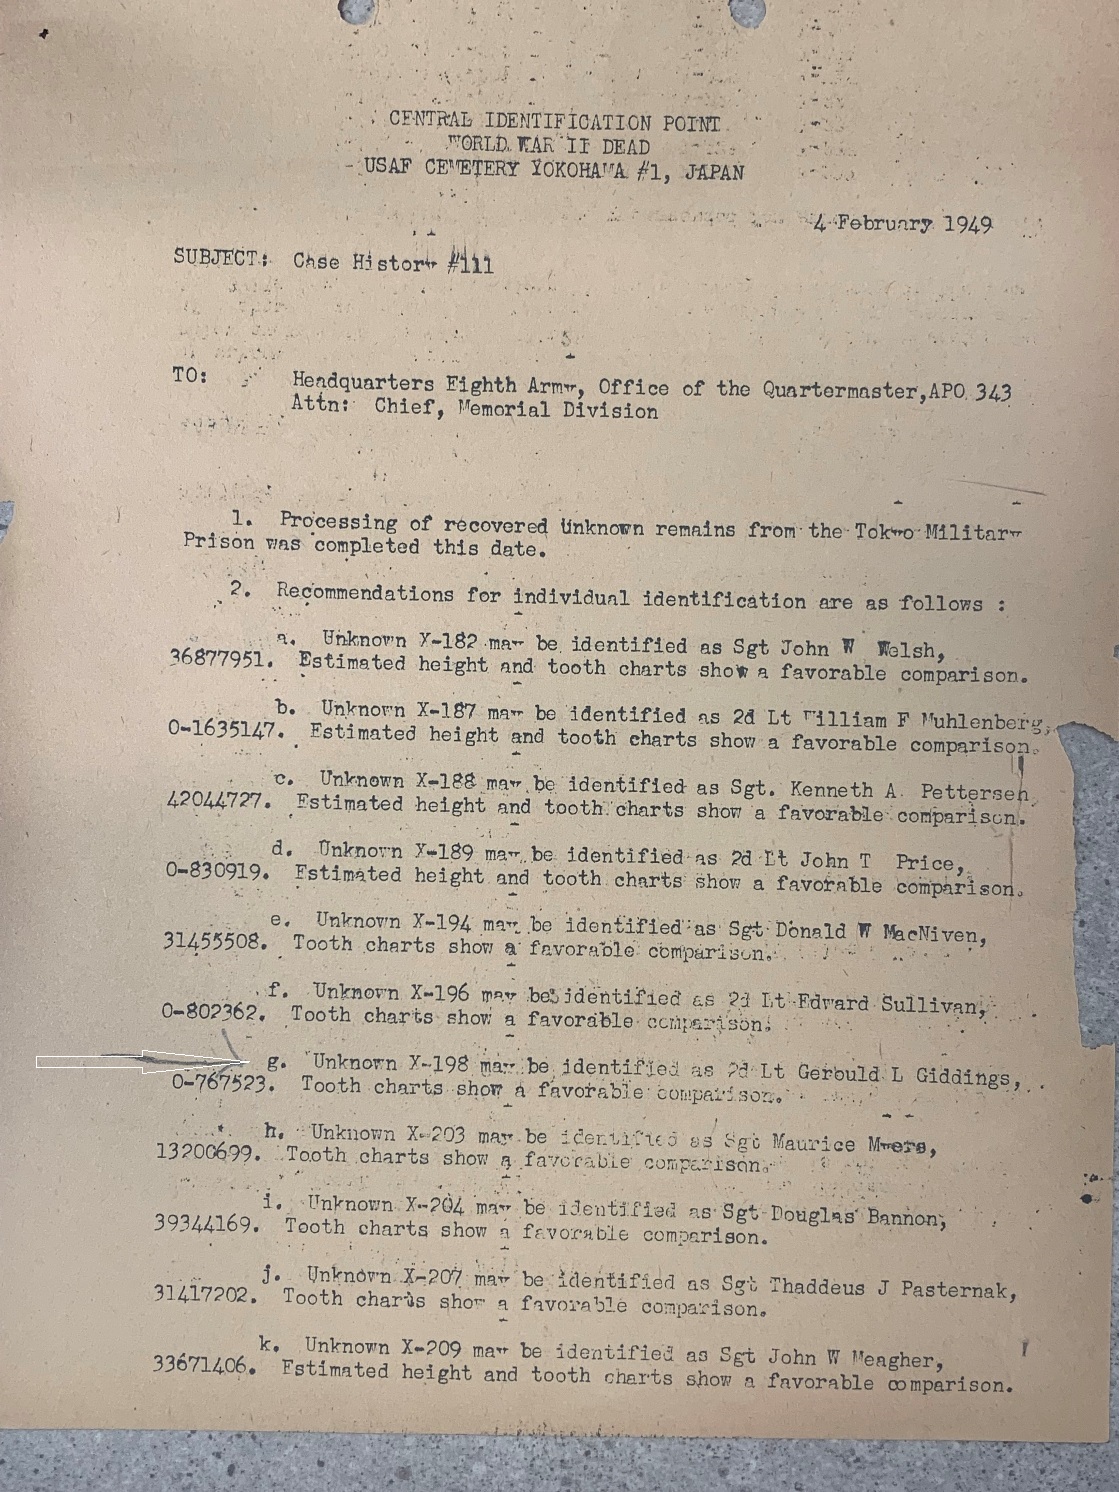 CENTRAL IDENTIFICATION POINT
WORLD WAR II DEAD
USAF CEMETERY YOKOHAMA #1, JAPAN
4 February 1949
SUBJECT: Case History #111
TO: Headquarters Eighth Army, Office of the Quartermaster, APO 343
Attn: Chief, Memorial Division
1. Processing of recovered Unknown remains from the Tokyo Military
Prison was completed this date.
2. Recommendations for individual identification are as follows :
a. Unknown X-182 may be identified as Sgt John W Welsh,
36877951. Estimated height and tooth charts show a favorable comparison.
b. Unknown X-187 may be identified as 2d Lt William F Muhlenberg,
0-1635147. Estimated height and tooth charts show a favorable comparison.
c. Unknown X-188 may be identified as Sgt. Kenneth A. Pettersen
42044727. Estimated height and tooth charts show a favorable comparison.
d. Unknown X-189 may be identified as 2d Lt John T Price,
0-830919. Estimated height and tooth charts show a favorable comparison.
e. Unknown X-194 may be identified as Sgt Donald W MacNiven,
31455508. Tooth charts show a favorable comparison.
f. Unknown X-196 may be identified as 2d Lt Edward Sullivan,
0-802362. Tooth charts show a favorable comparison.
g. Unknown X-198 may be identified as 2d Lt Gerbuld L Giddings,
0-767523. Tooth charts show a favorable comparison.
h. Unknown X-203 may be identified as Sgt Maurice Myers,
13200699. Tooth charts show a favorable comparison.
i. Unknown X-204 may be identified as Sgt Douglas Bannon,
39344169. Tooth charts show a favorable comparison.
j. Unknown X-207 may be identified as Sgt Thaddeus J Pasternak,
31417202. Tooth charts show a favorable comparison.
k. Unknown X-209 may be identified as Sgt John W Meagher,
33671406. Estimated height and tooth charts show a favorable comparison.